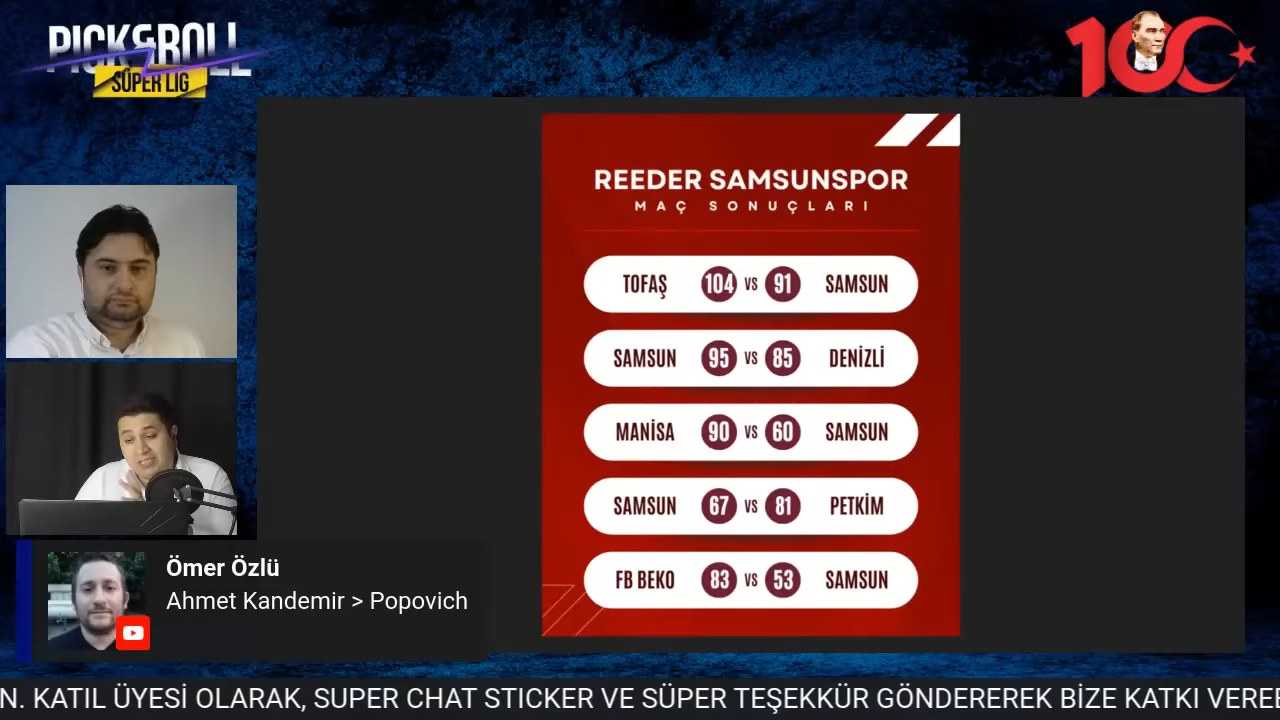 PICK&ROLL
SÜPER LIG
100
REEDER SAMSUNSPOR
MAÇ SONUÇLARI
TOFAŞ 104 VS 91 SAMSUN
SAMSUN 95 VS 85 DENİZLİ
MANİSA 90 VS 60 SAMSUN
SAMSUN 67 VS 81 PETKİM
FB BEKO 83 VS 53 SAMSUN
Ömer Özlü
Ahmet Kandemir > Popovich
N. KATIL ÜYESİ OLARAK, SUPER CHAT STICKER VE SÜPER TEŞEKKÜR GÖNDEREREK BİZE KATKI VEREB